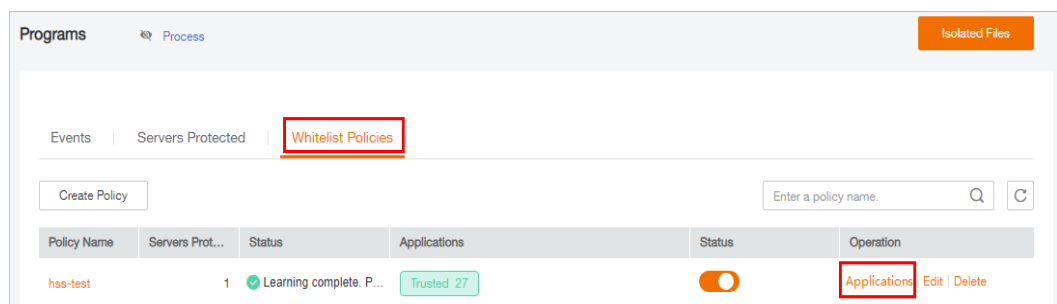 Programs Process Isolated Files
Events Servers Protected Whitelist Policies
Create Policy Enter a policy name.
Policy Name Servers Prot... Status Applications Status Operation
hss-test 1 Learning complete. P... Trusted 27 Applications Edit Delete